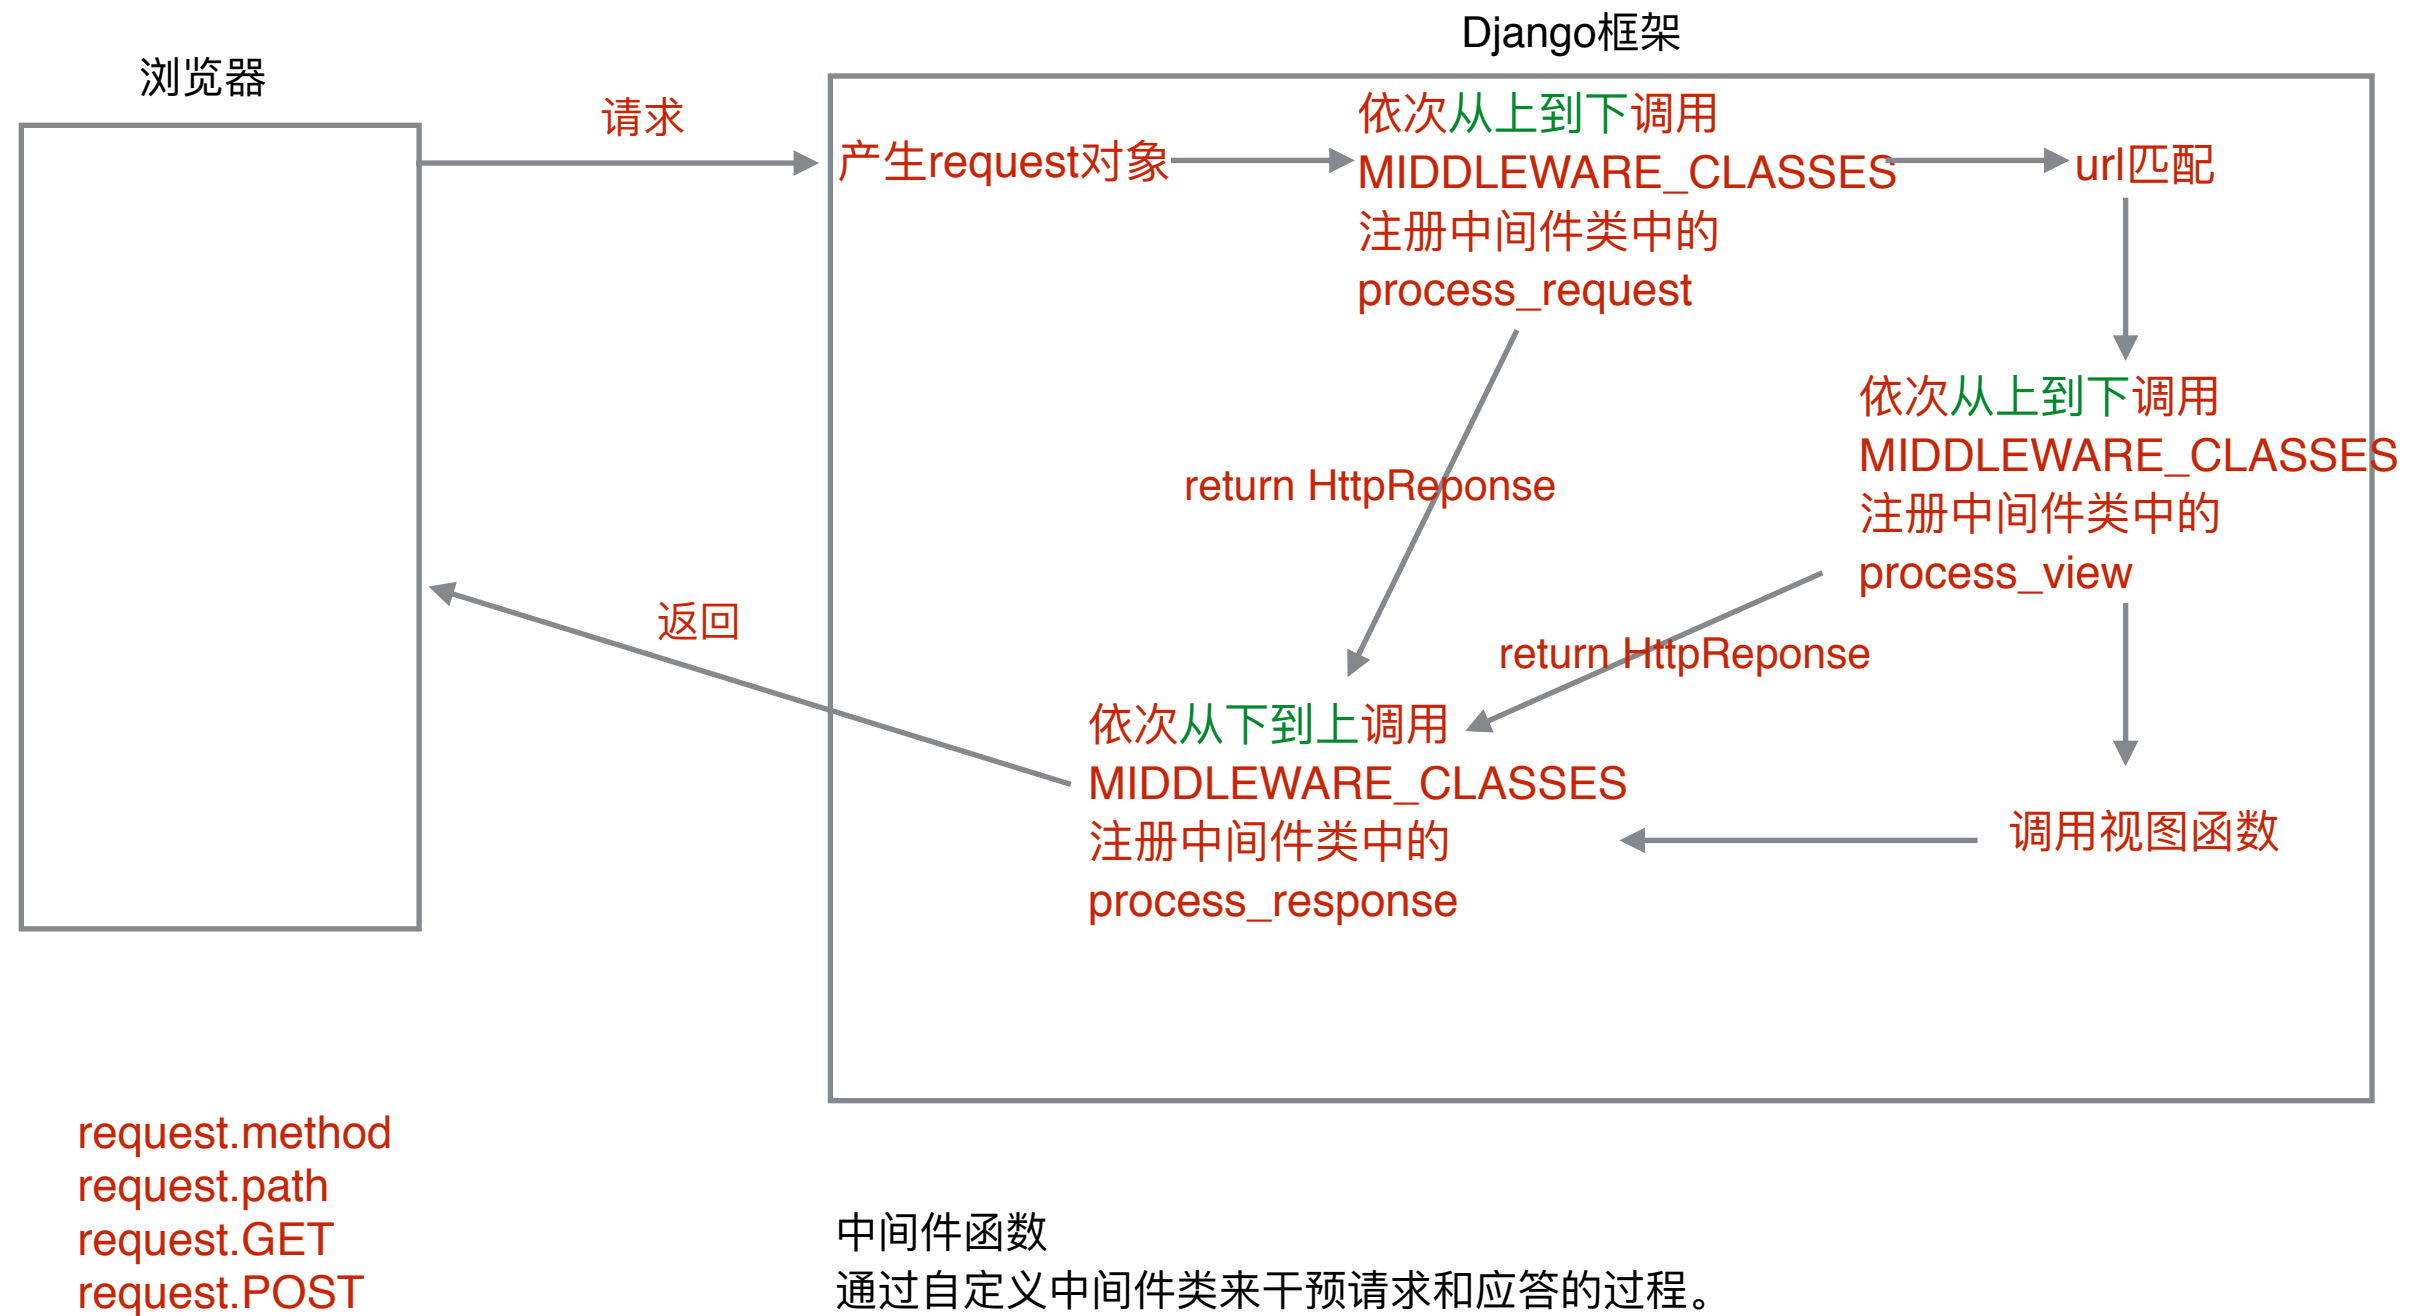 Django框架
浏览器
请求
产生request对象
依次从上到下调用
MIDDLEWARE_CLASSES
注册中间件类中的
process_request
url匹配
依次从上到下调用
MIDDLEWARE_CLASSES
注册中间件类中的
process_view
return HttpReponse
return HttpReponse
返回
依次从下到上调用
MIDDLEWARE_CLASSES
注册中间件类中的
process_response
调用视图函数
request.method
request.path
request.GET
request.POST
中间件函数
通过自定义中间件类来干预请求和应答的过程。